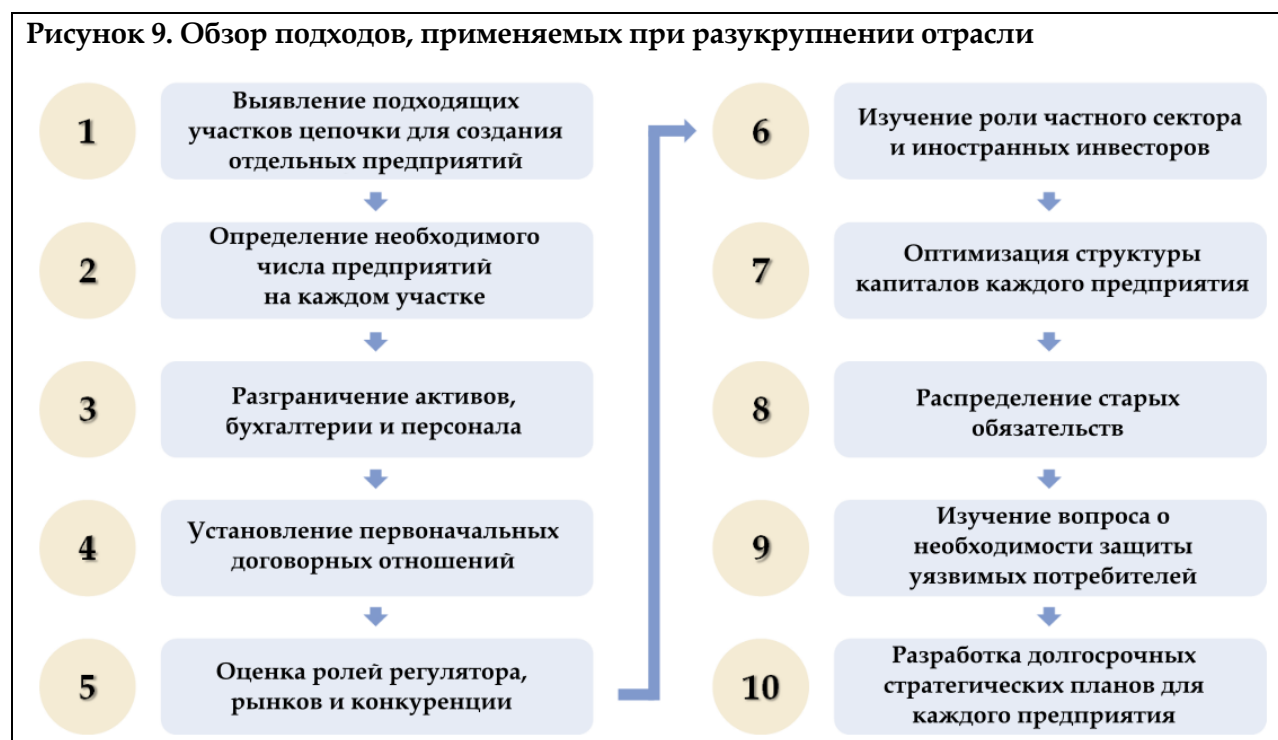 Рисунок 9. Обзор подходов, применяемых при разукрупнении отрасли
1
Выявление подходящих
участков цепочки для создания
отдельных предприятий
2
Определение необходимого
числа предприятий
на каждом участке
3
Разграничение активов,
бухгалтерии и персонала
4
Установление первоначальных
договорных отношений
5
Оценка ролей регулятора,
рынков и конкуренции
6
Изучение роли частного сектора
и иностранных инвесторов
7
Оптимизация структуры
капиталов каждого предприятия
8
Распределение старых
обязательств
9
Изучение вопроса о
необходимости защиты
уязвимых потребителей
10
Разработка долгосрочных
стратегических планов для
каждого предприятия